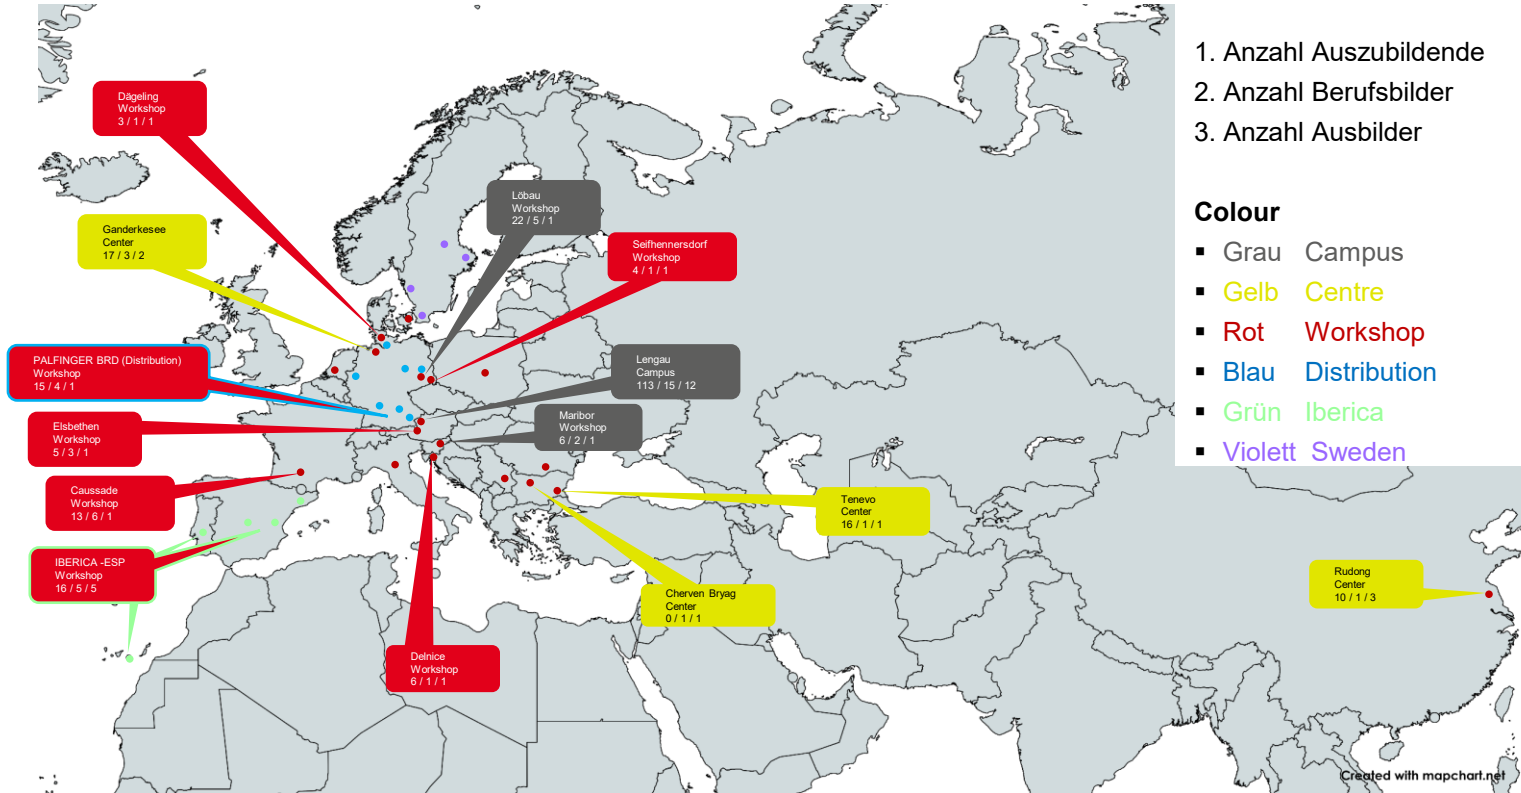 1. Anzahl Auszubildende
2. Anzahl Berufsbilder
3. Anzahl Ausbilder
Colour
▪ Grau Campus
▪ Gelb Centre
▪ Rot Workshop
▪ Blau Distribution
▪ Grün Iberica
▪ Violett Sweden
Dägeling
Workshop
3 / 1 / 1
Löbau
Workshop
22 / 5 / 1
Ganderkesee
Center
17 / 3 / 2
Seifhennersdorf
Workshop
4 / 1 / 1
PALFINGER BRD (Distribution)
Workshop
15 / 4 / 1
Lengau
Campus
113 / 15 / 12
Elsbethen
Workshop
5 / 3 / 1
Maribor
Workshop
6 / 2 / 1
Caussade
Workshop
13 / 6 / 1
Tenevo
Center
16 / 1 / 1
IBERICA -ESP
Workshop
16 / 5 / 5
Cherven Bryag
Center
0 / 1 / 1
Rudong
Center
10 / 1 / 3
Delnice
Workshop
6 / 1 / 1
Created with mapchart.net